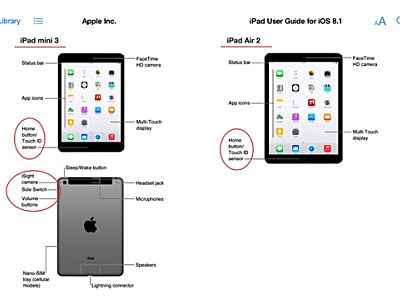 Library
Apple Inc.
iPad User Guide for iOS 8.1
AA
iPad mini 3
Status bar
FaceTime
HD camera
App icons
Multi-Touch
display
Home
button/
Touch ID
sensor
Sleep/Wake button
iSight
camera
Side Switch
Volume
buttons
Headset jack
Microphones
iPad
Nano-SIM
tray (cellular
models)
Speakers
Lightning connector
iPad Air 2
Status bar
FaceTime
HD camera
App icons
Multi-Touch
display
Home
button/
Touch ID
sensor